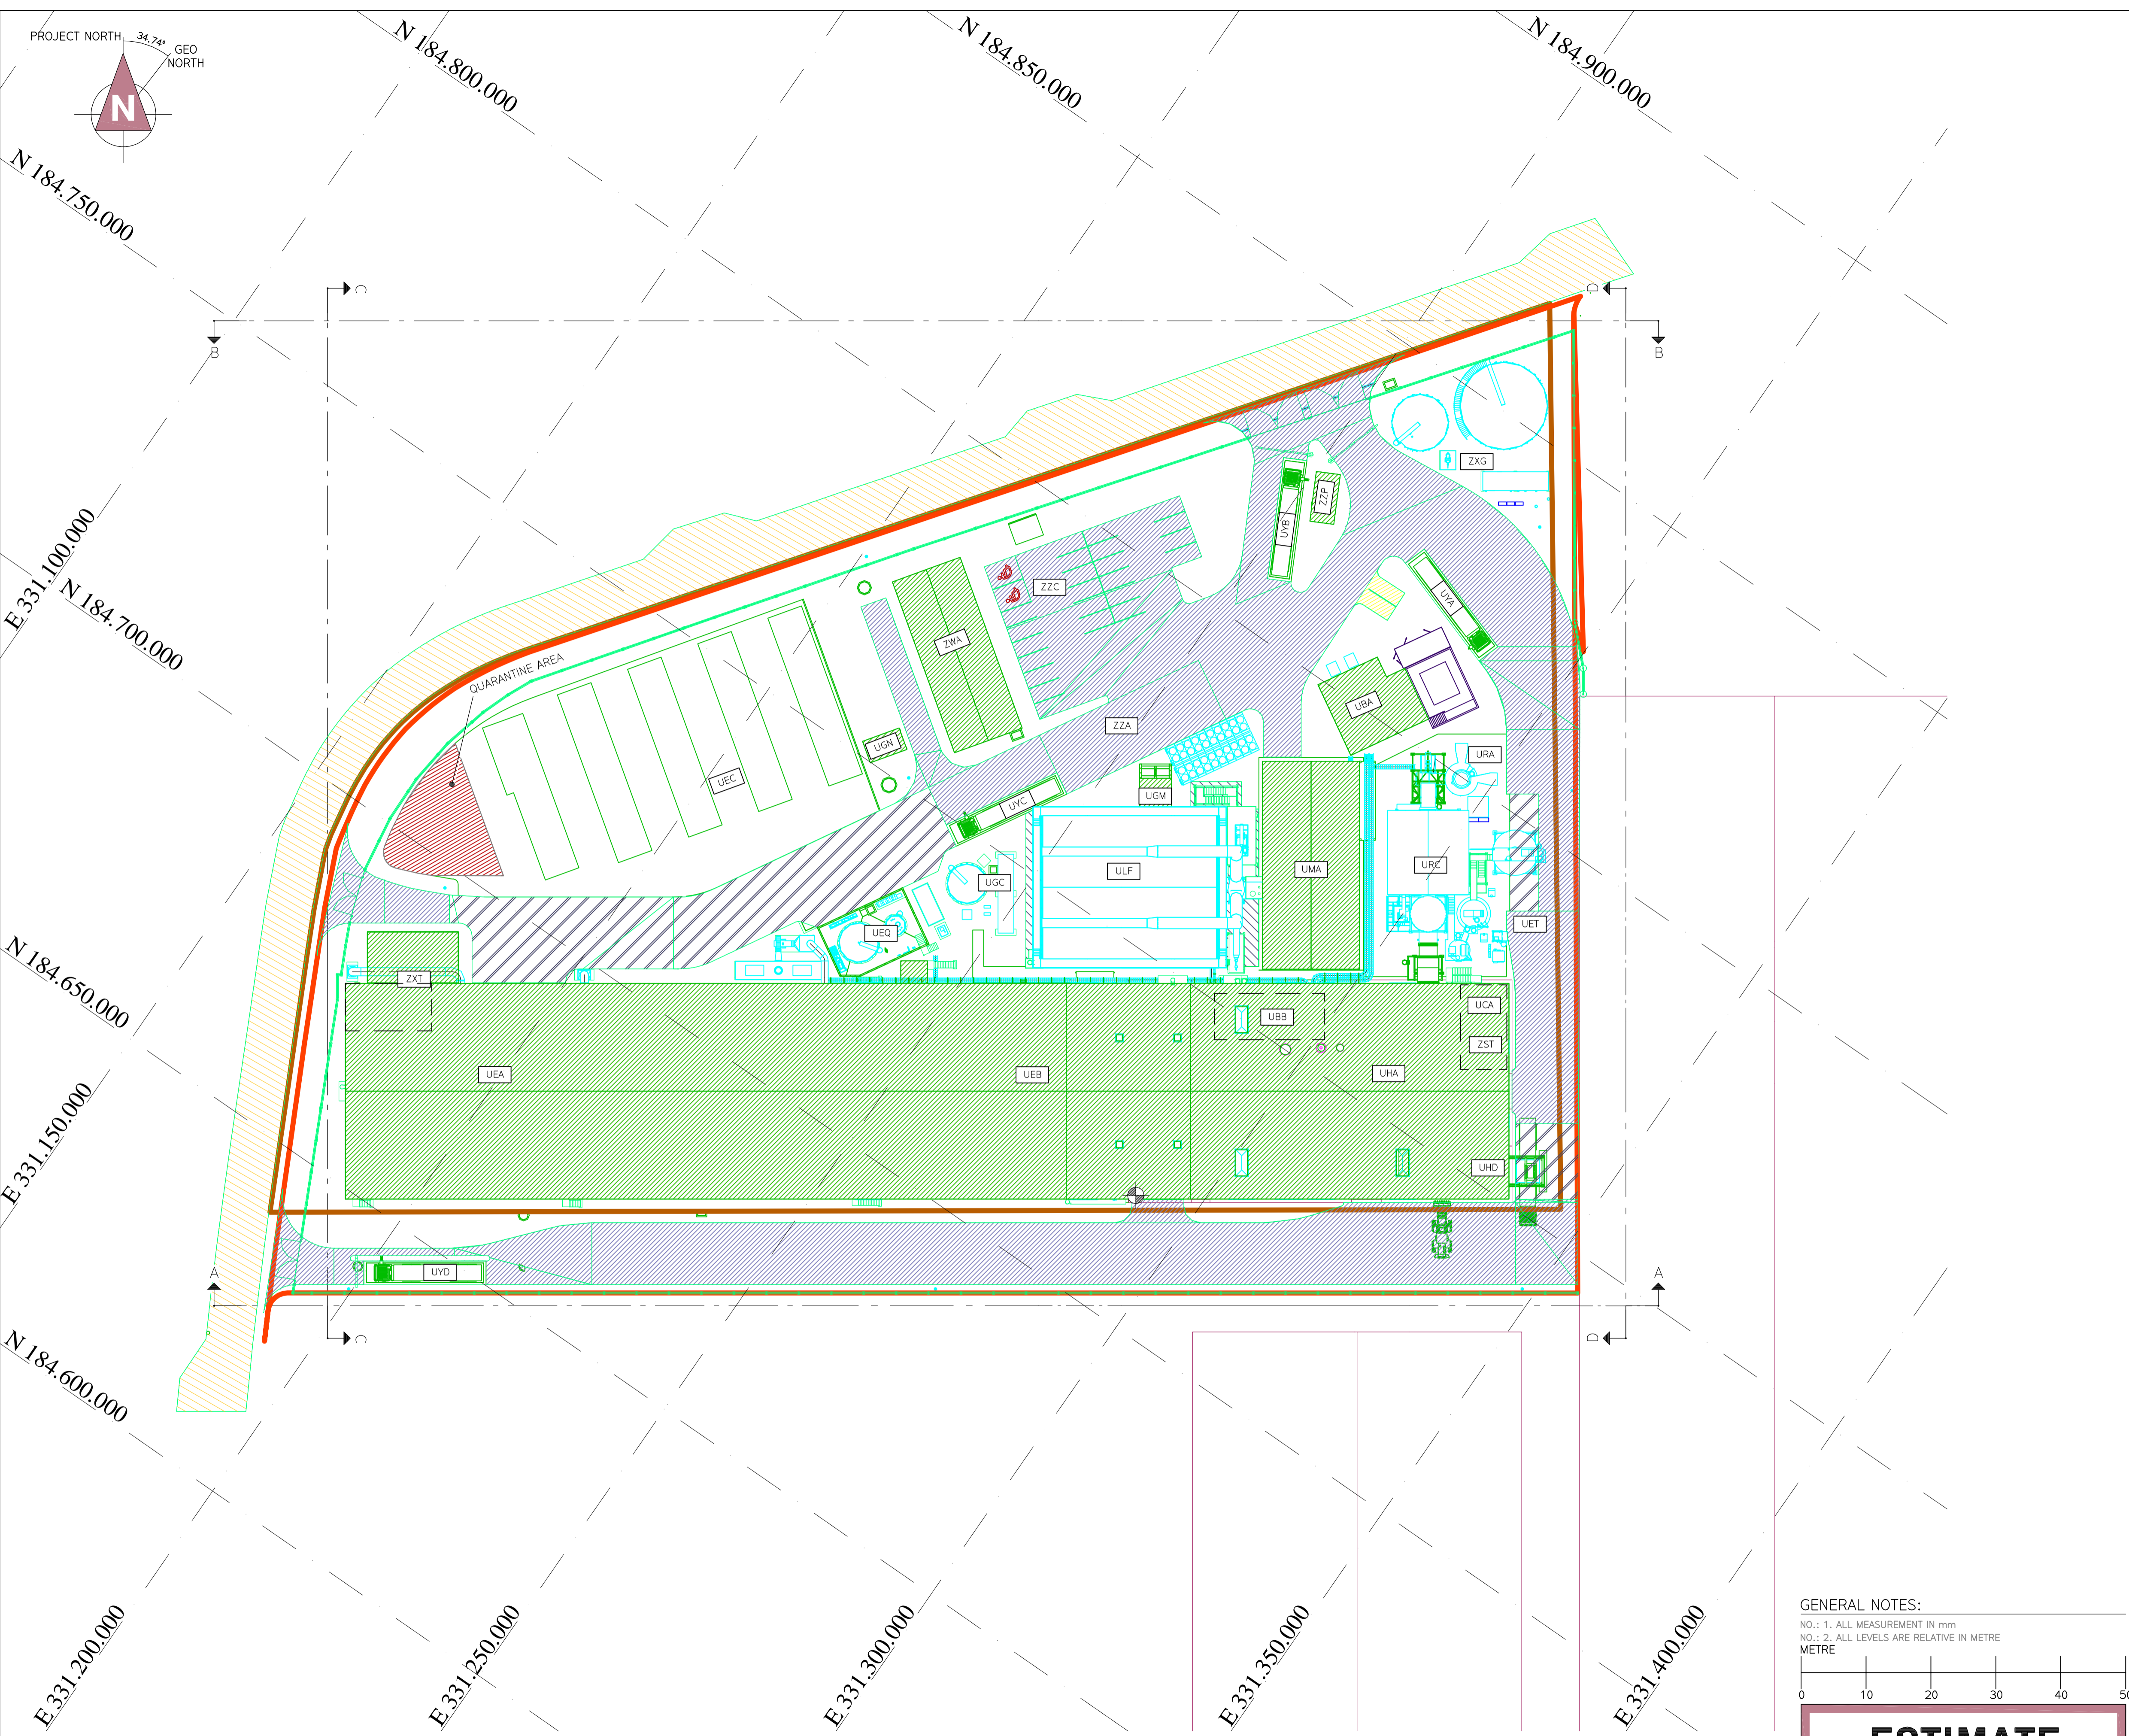 PROJECT NORTH
34.74°
GEO
NORTH
N
N 184.800.000
N 184.850.000
N 184.900.000
N 184.750.000
C
D
B
B
ZXG
E 331.100.000
ZZP
UYB
N 184.700.000
ZZC
UYA
ZWA
QUARANTINE AREA
UBA
ZZA
UGN
URA
UEC
UGM
UYC
ULF
UMA
URC
UGC
UEQ
UET
N 184.650.000
ZXT
UCA
UBB
ZST
UEA
UEB
UHA
E 331.150.000
UHD
UYD
A
A
C
D
N 184.600.000
E 331.200.000
E 331.250.000
E 331.300.000
E 331.350.000
E 331.400.000
GENERAL NOTES:
NO.: 1. ALL MEASUREMENT IN mm
NO.: 2. ALL LEVELS ARE RELATIVE IN METRE
METRE
0 10 20 30 40 50
ESTIMATE